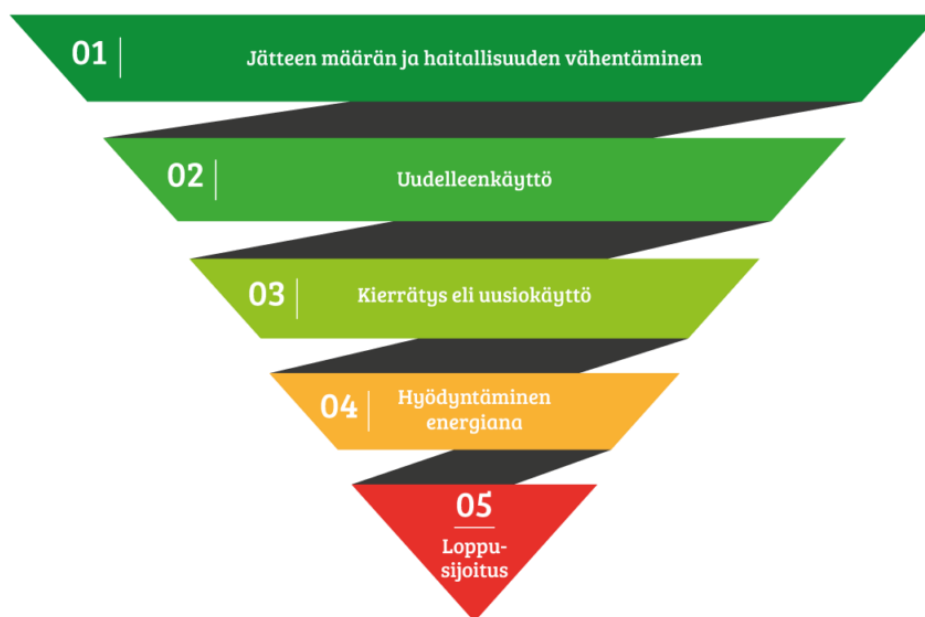 01
Jätteen määrän ja haitallisuuden vähentäminen
02
Uudelleenkäyttö
03
Kierrätys eli uusiokäyttö
04
Hyödyntäminen
energiana
05
Loppu-
sijoitus